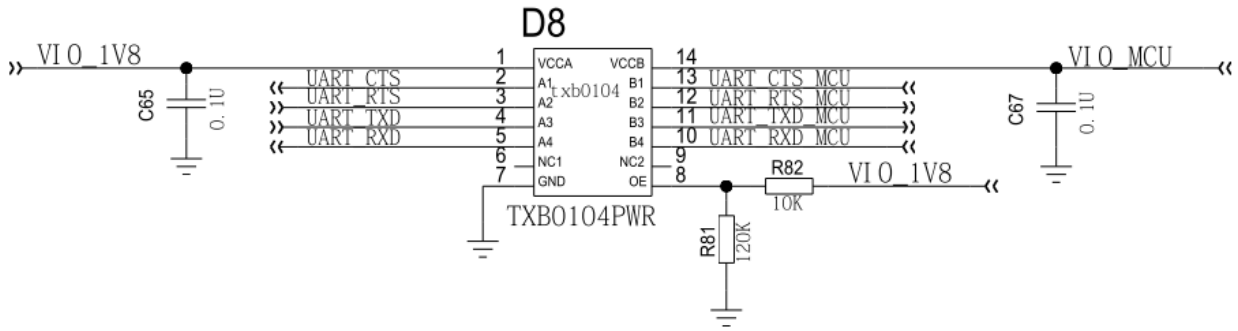 D8
VIO_1V8
1
VCCA
VCCB
14
VIO_MCU
UART_CTS
2
A1
txb0104
B1
13
UART_CTS_MCU
UART_RTS
3
A2
B2
12
UART_RTS_MCU
UART_TXD
4
A3
B3
11
UART_TXD_MCU
UART_RXD
5
A4
B4
10
UART_RXD_MCU
6
NC1
NC2
9
7
GND
OE
8
C65
0.1U
C67
0.1U
R82
10K
VIO_1V8
TXB0104PWR
R81
120K